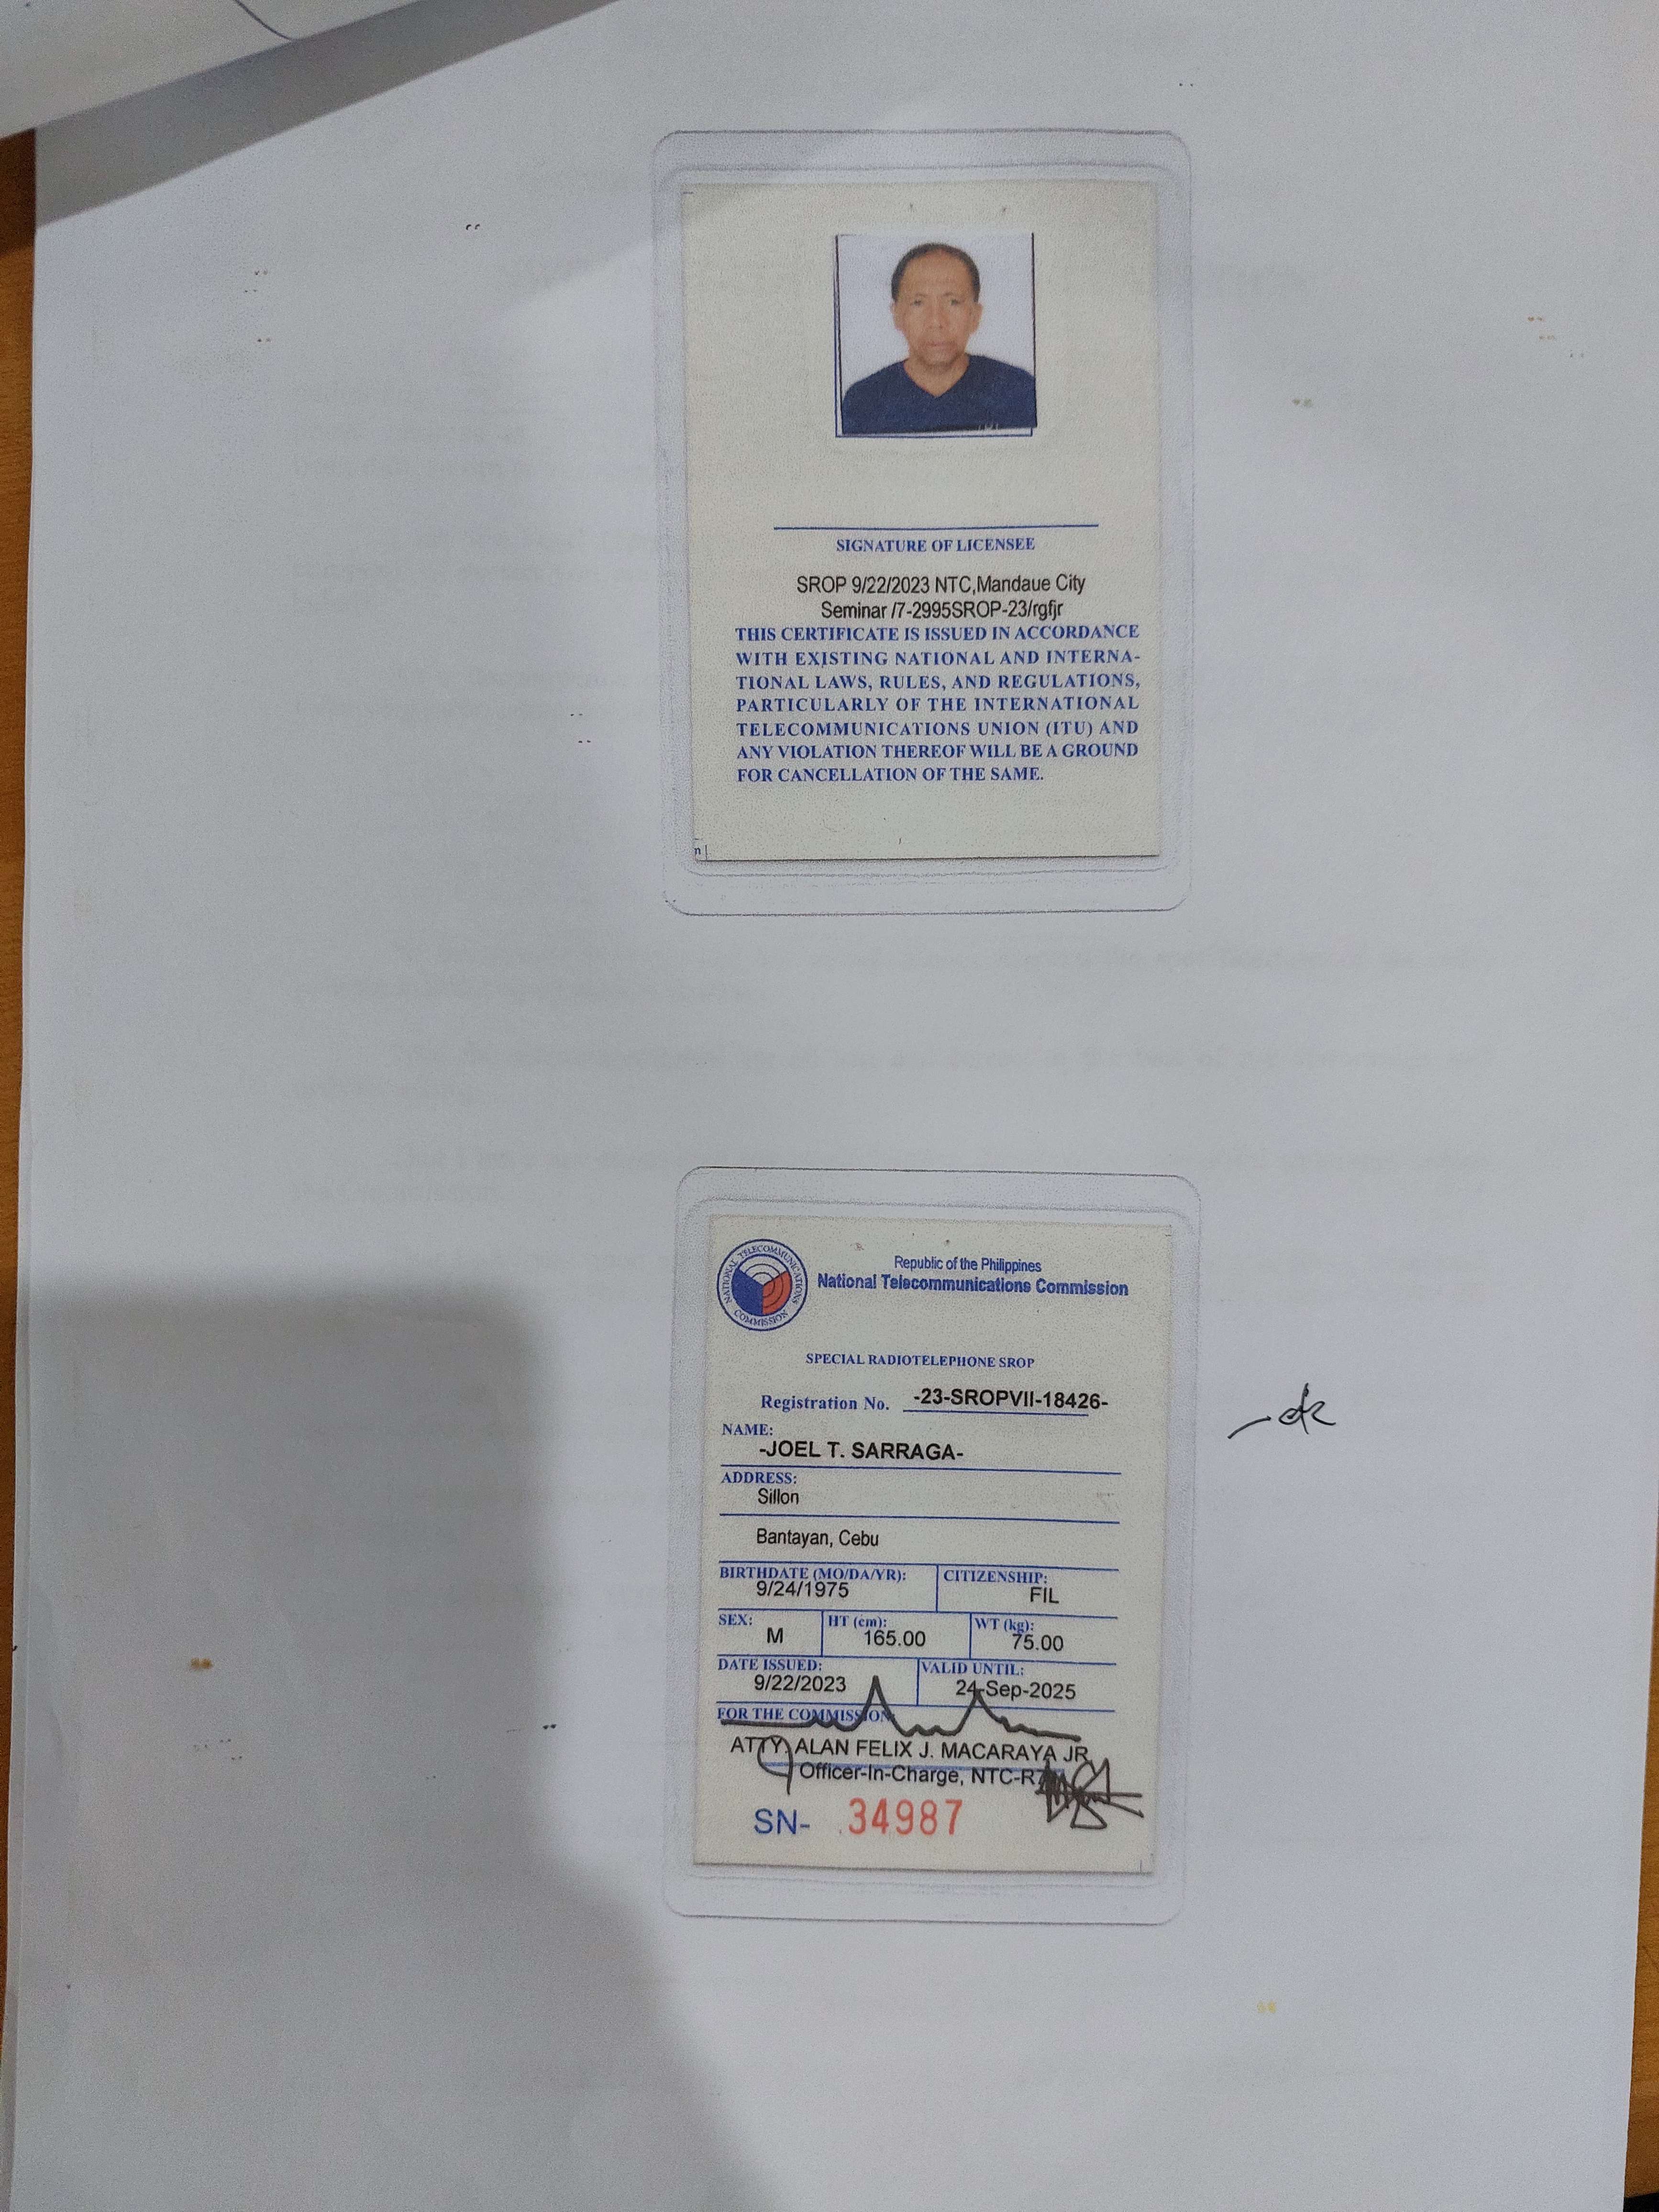 SIGNATURE OF LICENSEE
SROP 9/22/2023 NTC,Mandaue City
Seminar /7-2995SROP-23/rgfjr
THIS CERTIFICATE IS ISSUED IN ACCORDANCE
WITH EXISTING NATIONAL AND INTERNA-
TIONAL LAWS, RULES, AND REGULATIONS,
PARTICULARLY OF THE INTERNATIONAL
TELECOMMUNICATIONS UNION (ITU) AND
ANY VIOLATION THEREOF WILL BE A GROUND
FOR CANCELLATION OF THE SAME.
NATIONAL TELECOMMUNICATIONS COMMISSION
Republic of the Philippines
National Telecommunications Commission
SPECIAL RADIOTELEPHONE SROP
Registration No. -23-SROPVII-18426-
NAME:
-JOEL T. SARRAGA-
ADDRESS:
Sillon
Bantayan, Cebu
BIRTHDATE (MO/DA/YR): CITIZENSHIP:
9/24/1975 FIL
SEX: HT (cm): WT (kg):
M 165.00 75.00
DATE ISSUED: VALID UNTIL:
9/22/2023 24-Sep-2025
FOR THE COMMISSION:
ATTY. ALAN FELIX J. MACARAYA JR.
Officer-In-Charge, NTC-R7
SN- 34987